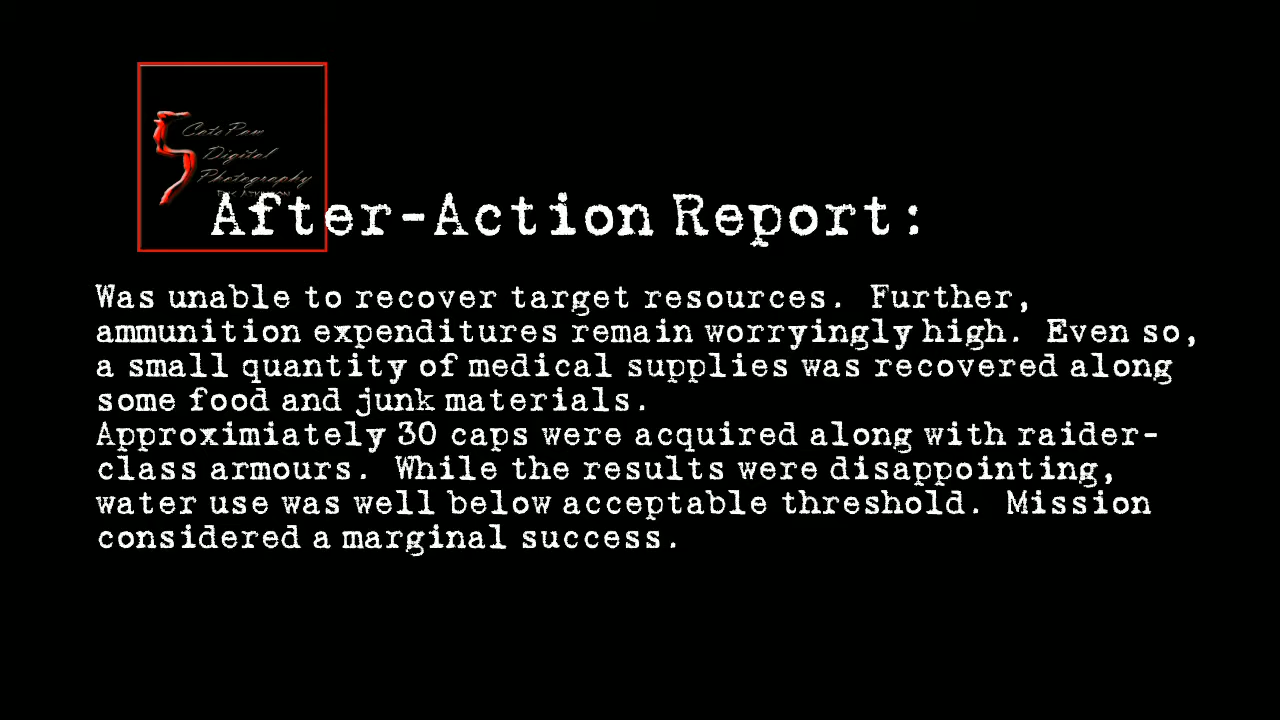 CatsPaw
Digital
Photography
After-Action Report:
Was unable to recover target resources.  Further,
ammunition expenditures remain worryingly high.  Even so,
a small quantity of medical supplies was recovered along
some food and junk materials.
Approximiately 30 caps were acquired along with raider-
class armours.  While the results were disappointing,
water use was well below acceptable threshold.  Mission
considered a marginal success.